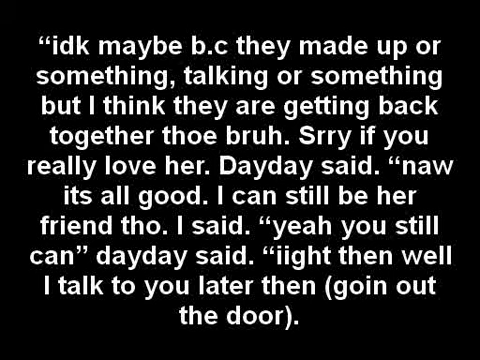 “idk maybe b.c they made up or
something, talking or something
but I think they are getting back
together thoe bruh. Srry if you
really love her. Dayday said. “naw
its all good. I can still be her
friend tho. I said. “yeah you still
can” dayday said. “iight then well
I talk to you later then (goin out
the door).